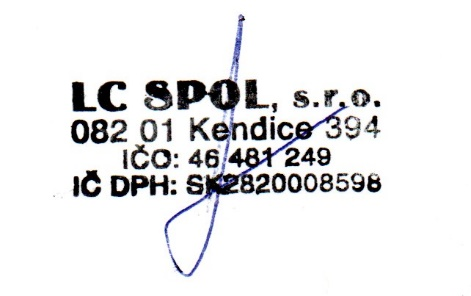 LC SPOL, s.r.o.
082 01 Kendice 394
IČO: 46 481 249
IČ DPH: SK2820008598